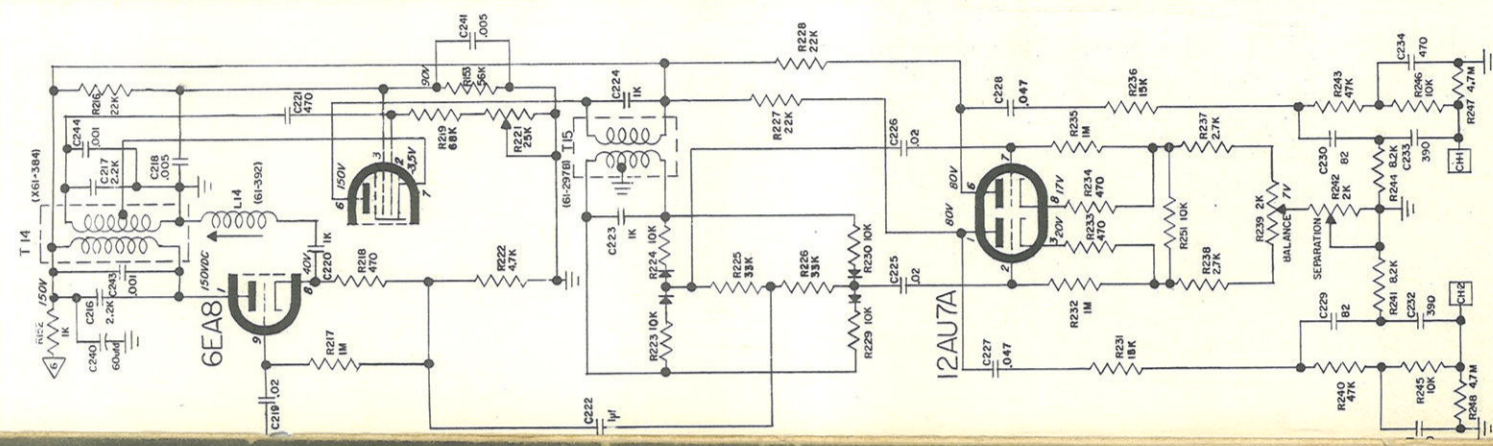 T 14
(X61-384)
150V
R152
1K
6
C240
60ufd
C216
2.2K
C243
.001
C217
2.2K
C244
.001
R216
22K
C218
.005
150VDC
L14
(61-392)
6EA8
1
9
8
40V
C220
1K
C219
.02
R217
1M
R218
470
R222
4.7K
C222
1µf
C221
470
150V
6
3
2
-3.5V
7
90V
C241
.005
R153
56K
R219
68K
R221
25K
T15
(61-297B)
C224
1K
C223
1K
R224 10K
R223 10K
R225
33K
R226
33K
R230 10K
R229 10K
R228
22K
R227
22K
C226
.02
C225
.02
12AU7A
80V
6
80V
1
7
2
8
17V
3
20V
R234
470
R233
470
R235
1M
R232
1M
R251 10K
R237
2.7K
R238
2.7K
R239 2K
BALANCE
7V
SEPARATION
R242
2K
C228
.047
C227
.047
R236
15K
R231
15K
C230
82
C229
82
R243
47K
R240
47K
R244
8.2K
R241
8.2K
C233
390
C232
390
C234
470
R246
10K
R245
10K
R247
4.7M
R248
4.7M
CH1
CH2